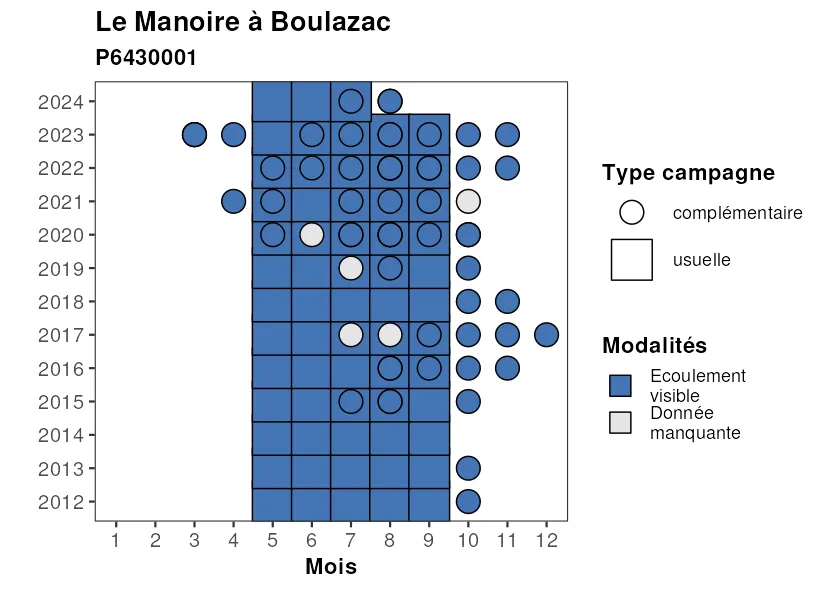 Le Manoire à Boulazac
P6430001
2024
2023
2022
2021
2020
2019
2018
2017
2016
2015
2014
2013
2012
1 2 3 4 5 6 7 8 9 10 11 12
Mois
Type campagne
complémentaire
usuelle
Modalités
Ecoulement
visible
Donnée
manquante